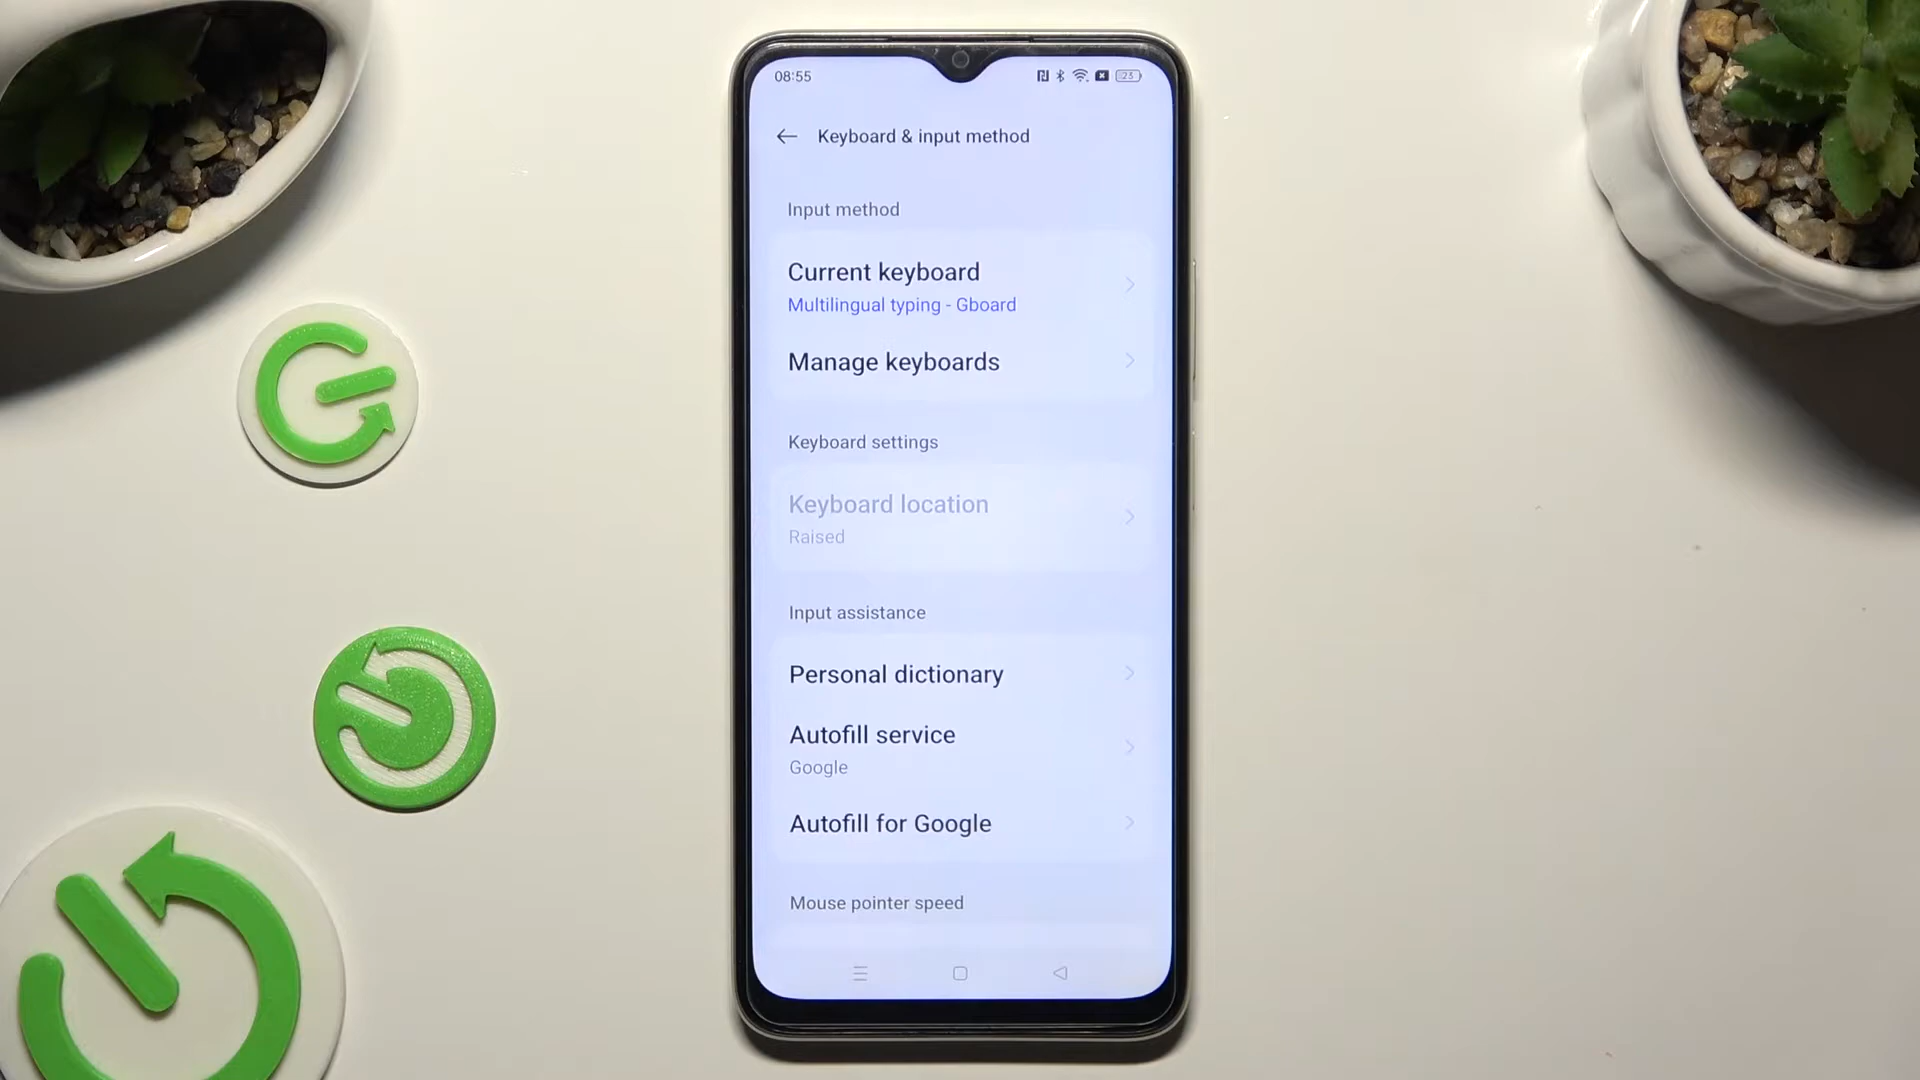 08:55
23
Keyboard & input method
Input method
Current keyboard
Multilingual typing - Gboard
Manage keyboards
Keyboard settings
Keyboard location
Raised
Input assistance
Personal dictionary
Autofill service
Google
Autofill for Google
Mouse pointer speed